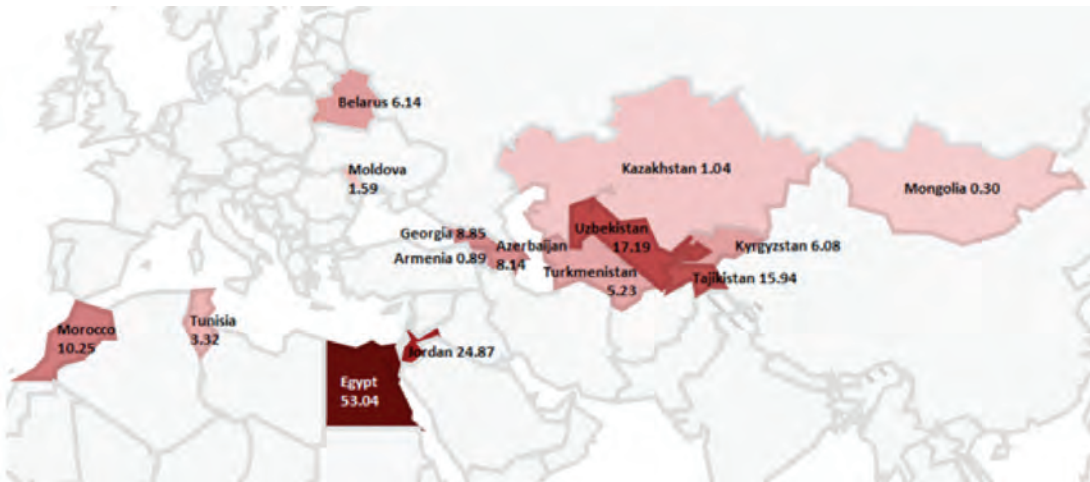 Belarus 6.14
Moldova
1.59
Kazakhstan 1.04
Mongolia 0.30
Georgia 8.85
Armenia 0.89
Azerbaijan
8.14
Uzbekistan
17.19
Turkmenistan
5.23
Kyrgyzstan 6.08
Tajikistan 15.94
Morocco
10.25
Tunisia
3.32
Jordan 24.87
Egypt
53.04